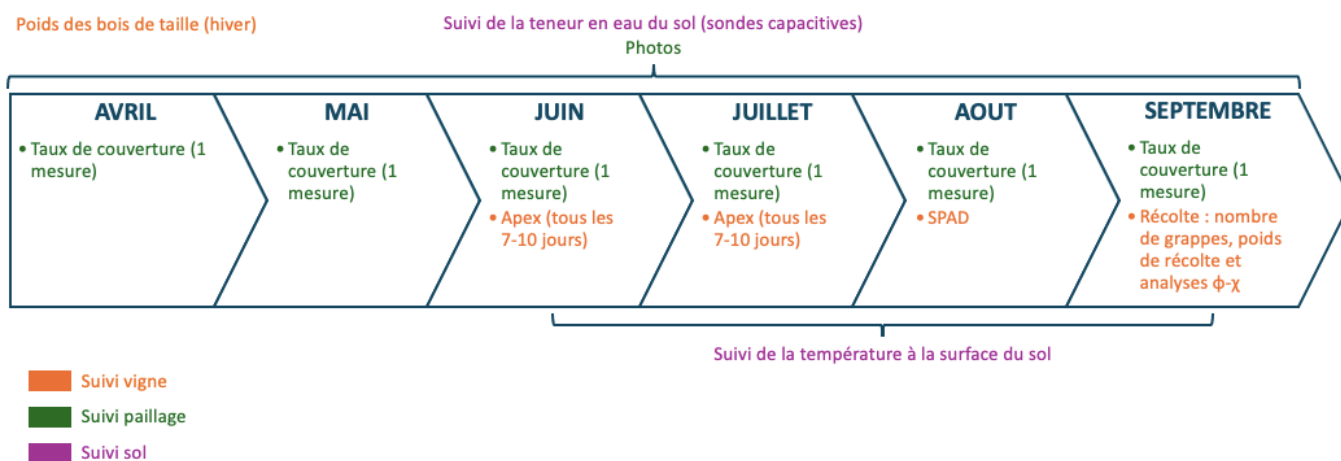 Poids des bois de taille (hiver)
Suivi de la teneur en eau du sol (sondes capacitives)
Photos
AVRIL
• Taux de couverture (1
mesure)
MAI
• Taux de
couverture (1
mesure)
JUIN
• Taux de
couverture (1
mesure)
• Apex (tous les
7-10 jours)
JUILLET
• Taux de
couverture (1
mesure)
• Apex (tous les
7-10 jours)
AOUT
• Taux de
couverture (1
mesure)
• SPAD
SEPTEMBRE
• Taux de
couverture (1
mesure)
• Récolte : nombre
de grappes, poids
de récolte et
analyses ф-χ
Suivi de la température à la surface du sol
Suivi vigne
Suivi paillage
Suivi sol